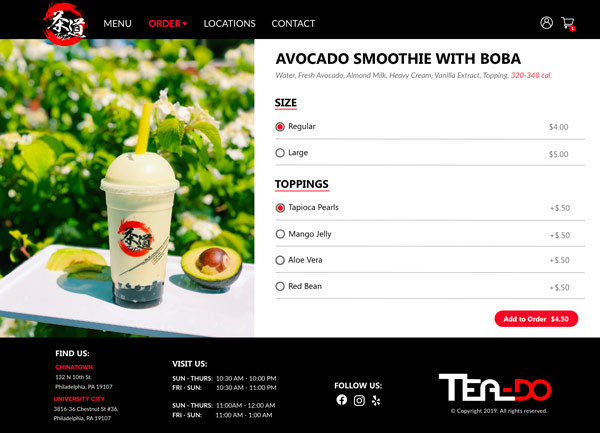 茶道
MENU ORDER LOCATIONS CONTACT
1
AVOCADO SMOOTHIE WITH BOBA
Water, Fresh Avocado, Almond Milk, Heavy Cream, Vanilla Extract, Topping. 320-340 cal.
SIZE
Regular $4.00
Large $5.00
TOPPINGS
Tapioca Pearls +$.50
Mango Jelly +$.50
Aloe Vera +$.50
Red Bean +$.50
Add to Order $4.50
茶道
FIND US:
CHINATOWN
132 N 10th St.
Philadelphia, PA 19107
UNIVERSITY CITY
3816-36 Chestnut St #36,
Philadelphia, PA 19107
VISIT US:
SUN - THURS: 10:30 AM - 10:00 PM
FRI - SUN: 10:30 AM - 11:00 PM
SUN - THURS: 11:00AM - 12:00 AM
FRI - SUN: 11:00 AM - 1:00 AM
FOLLOW US:
TEA-DO
© Copyright 2019. All rights reserved.